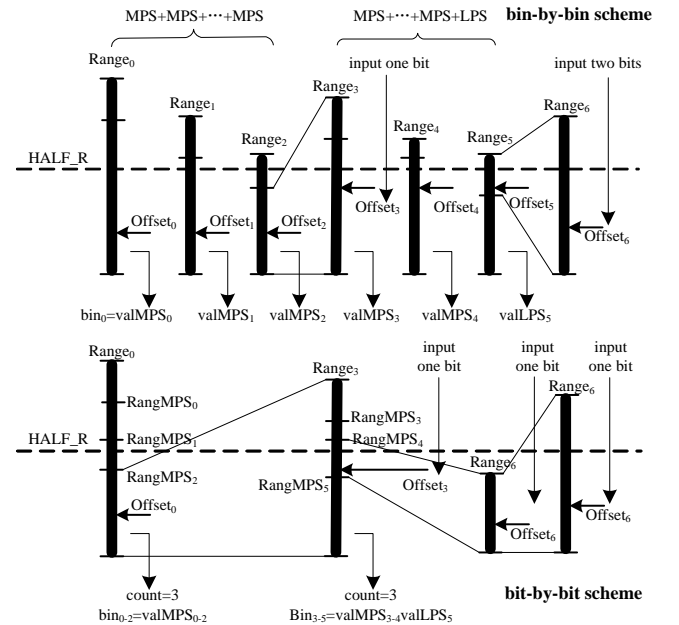 MPS+MPS+···+MPS
MPS+···+MPS+LPS
bin-by-bin scheme
Range0
input one bit
input two bits
Range3
Range1
Range6
Range4
Range2
Range5
HALF_R
Offset0
Offset1
Offset2
Offset3
Offset4
Offset5
Offset6
bin0=valMPS0
valMPS1
valMPS2
valMPS3
valMPS4
valLPS5
Range0
input
one bit
input
one bit
input
one bit
Range3
Range6
RangMPS0
RangMPS3
HALF_R
RangMPS1
RangMPS4
RangMPS2
Range6
RangMPS5
Offset3
Offset0
Offset6
Offset6
count=3
bin0-2=valMPS0-2
count=3
Bin3-5=valMPS3-4valLPS5
bit-by-bit scheme